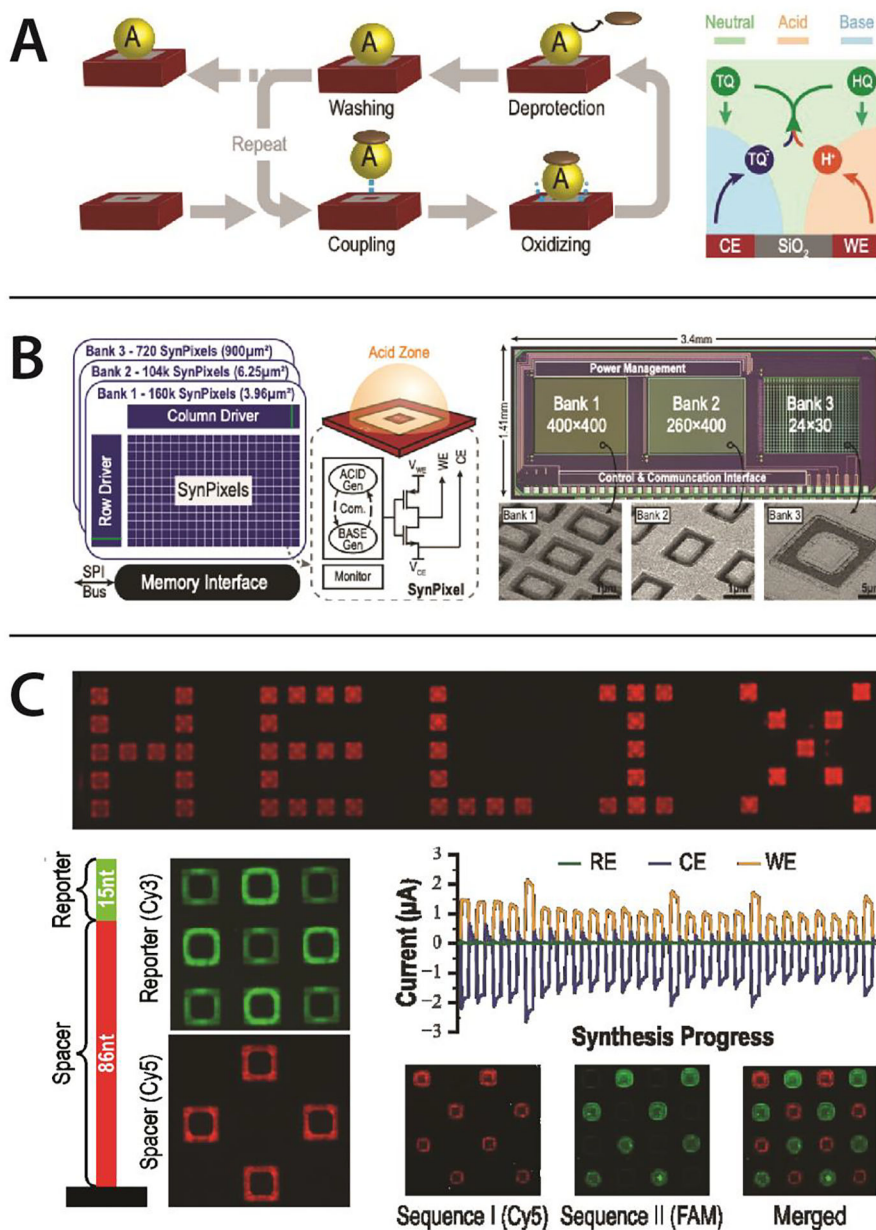 A
A
A
A
Washing
Deprotection
Repeat
A
A
Coupling
Oxidizing
Neutral
Acid
Base
TQ
HQ
TQ⁻
H⁺
CE
SiO₂
WE
B
Bank 3 - 720 SynPixels (900µm²)
Bank 2 - 104k SynPixels (6.25µm²)
Bank 1 - 160k SynPixels (3.96µm²)
Column Driver
Row Driver
SynPixels
SPI
Bus
Memory Interface
Acid Zone
ACID
Gen
Com.
BASE
Gen
Monitor
V_WE
WE
CE
V_CE
SynPixel
3.4mm
1.41mm
Power Management
Bank 1
400×400
Bank 2
260×400
Bank 3
24×30
Control & Communcation Interface
Bank 1
1µm
Bank 2
1µm
Bank 3
5µm
C
HELIX
Reporter
15nt
Spacer
86nt
Reporter (Cy3)
Spacer (Cy5)
RE
CE
WE
Current (µA)
3
2
1
0
−1
−2
−3
Synthesis Progress
Sequence I (Cy5)
Sequence II (FAM)
Merged